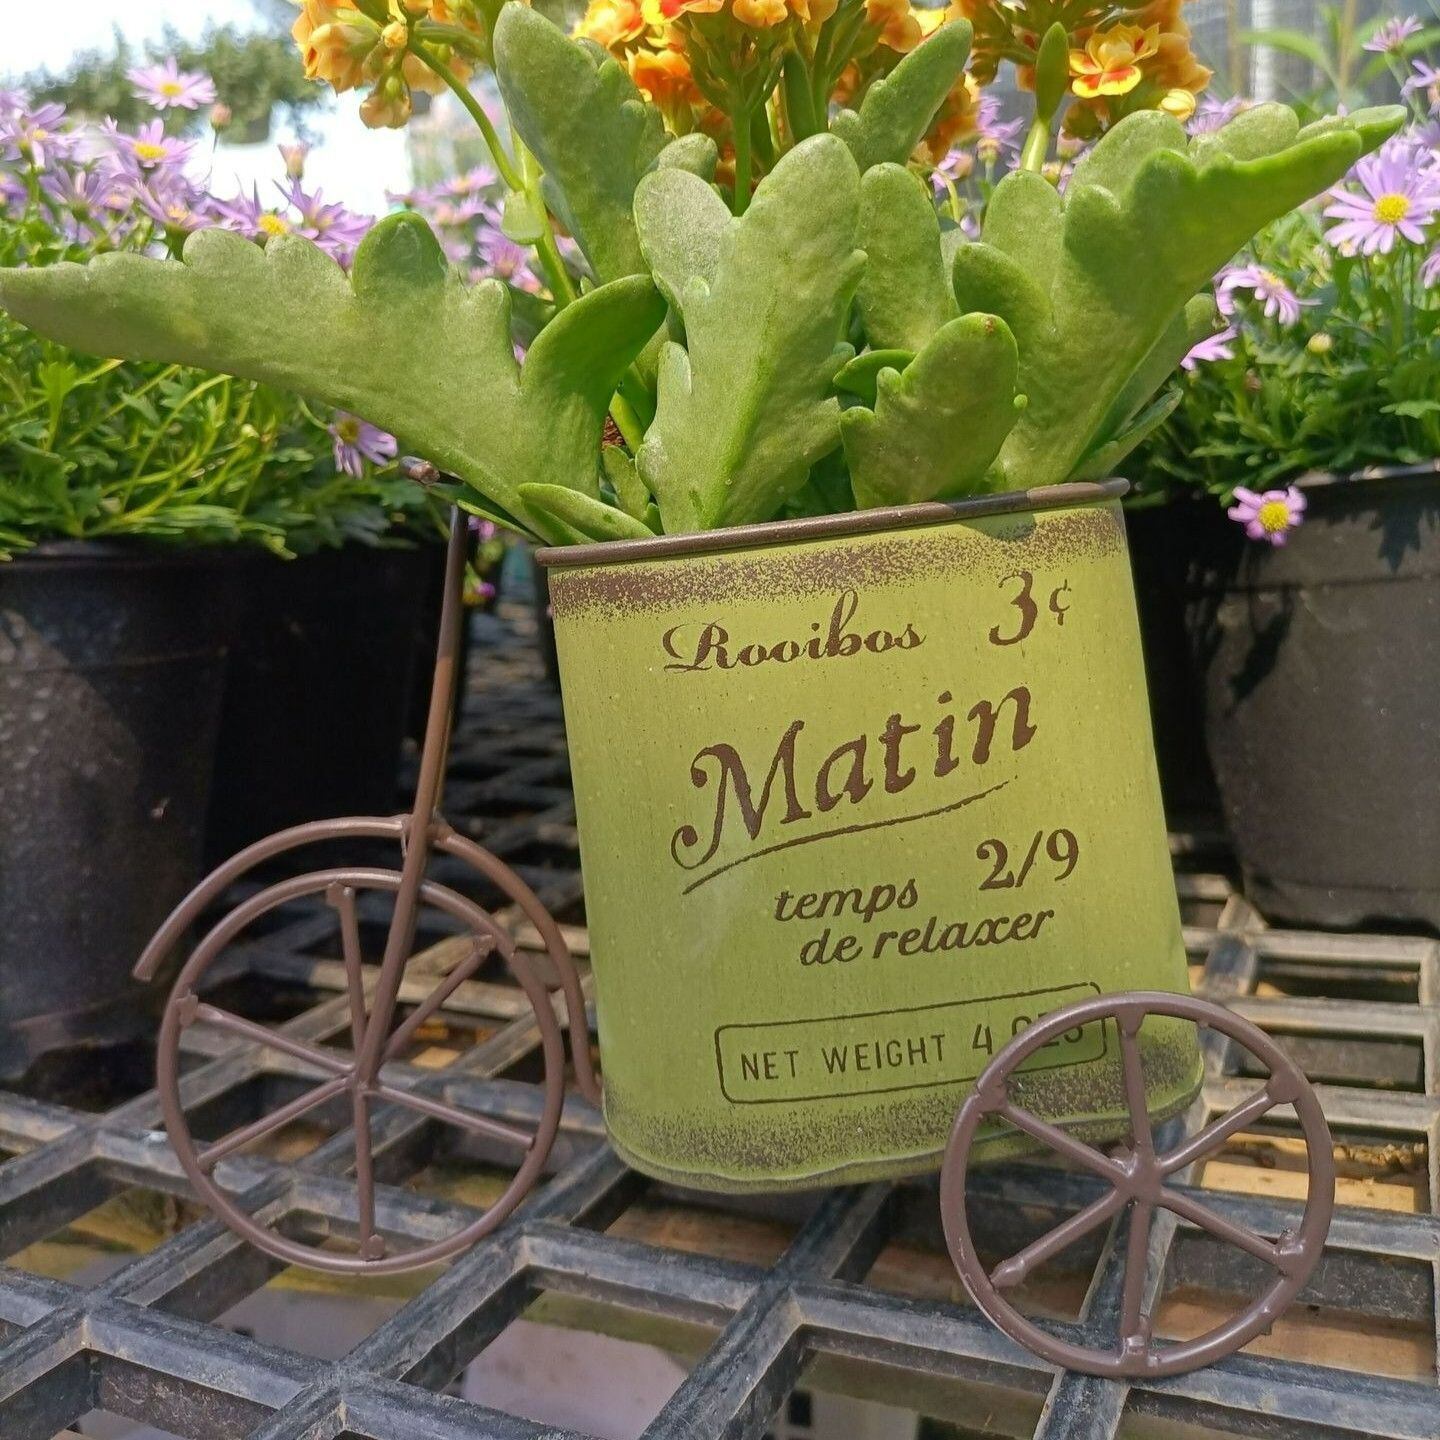 Rooibos 3¢
Matin
2/9
temps
de relaxer
NET WEIGHT 4